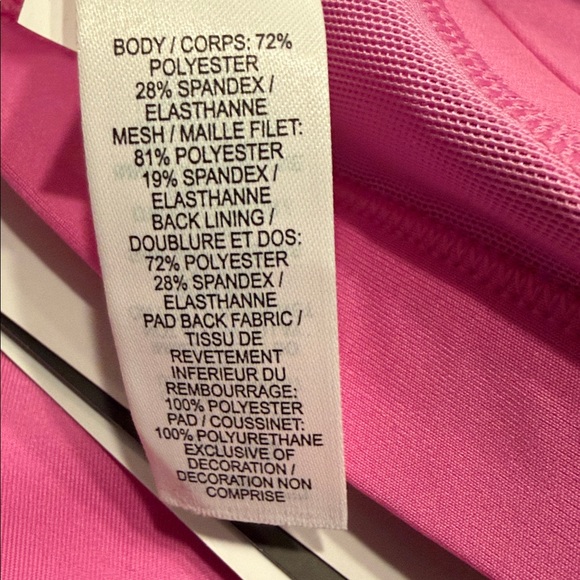 BODY / CORPS: 72%
POLYESTER
28% SPANDEX /
ELASTHANNE
MESH / MAILLE FILET:
81% POLYESTER
19% SPANDEX /
ELASTHANNE
BACK LINING /
DOUBLURE ET DOS:
72% POLYESTER
28% SPANDEX /
ELASTHANNE
PAD BACK FABRIC /
TISSU DE
REVETEMENT
INFERIEUR DU
REMBOURRAGE:
100% POLYESTER
PAD / COUSSINET:
100% POLYURETHANE
EXCLUSIVE OF
DECORATION /
DECORATION NON
COMPRISE